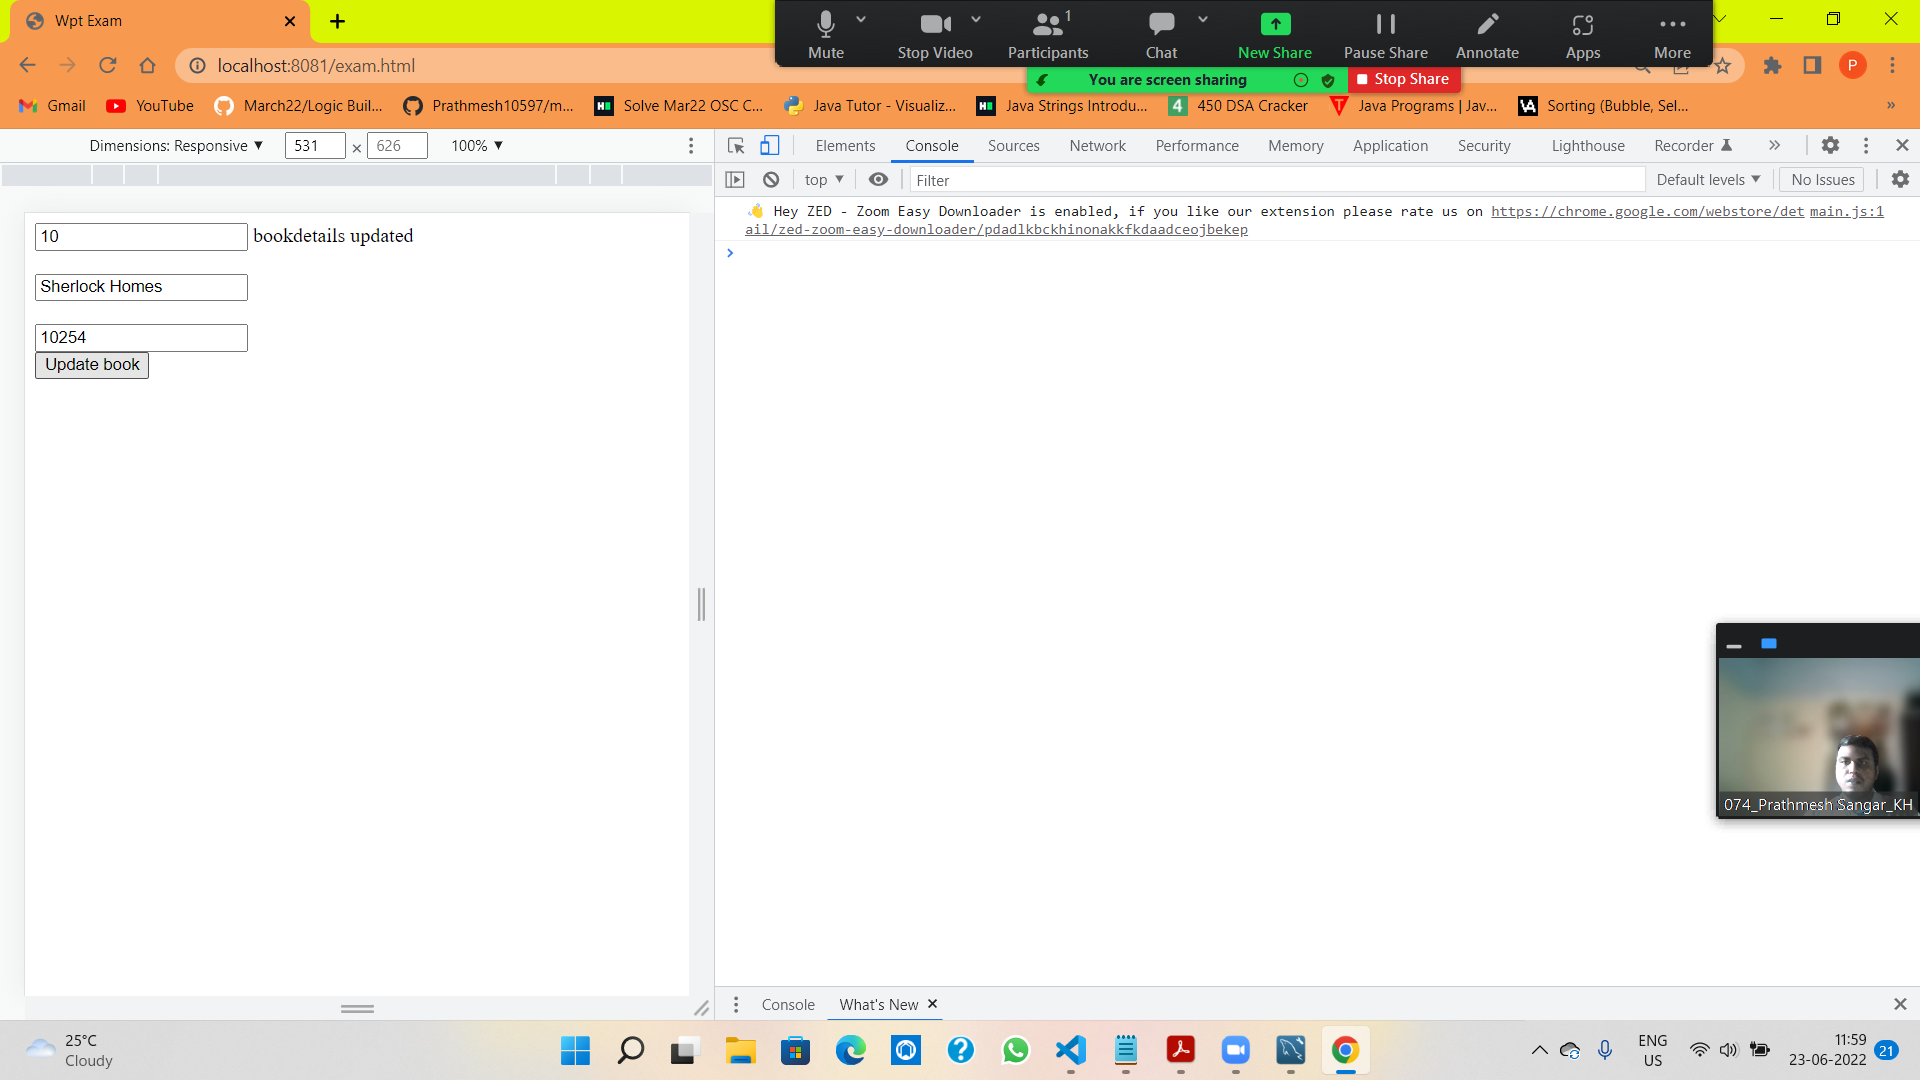 Wpt Exam
Mute
Stop Video
Participants
1
Chat
New Share
Pause Share
Annotate
Apps
More
localhost:8081/exam.html
You are screen sharing
Stop Share
P
Gmail
YouTube
March22/Logic Buil...
Prathmesh10597/m...
Solve Mar22 OSC C...
Java Tutor - Visualiz...
Java Strings Introdu...
450 DSA Cracker
Java Programs | Jav...
Sorting (Bubble, Sel...
»
Dimensions: Responsive
531
×
626
100%
Elements
Console
Sources
Network
Performance
Memory
Application
Security
Lighthouse
Recorder
»
top
Filter
Default levels
No Issues
👋 Hey ZED - Zoom Easy Downloader is enabled, if you like our extension please rate us on https://chrome.google.com/webstore/det main.js:1
ail/zed-zoom-easy-downloader/pdadlkbckhinonakkfkdaadceojbekep
10
bookdetails updated
Sherlock Homes
10254
Update book
074_Prathmesh Sangar_KH
Console
What's New
25°C
Cloudy
ENG
US
11:59
23-06-2022
21